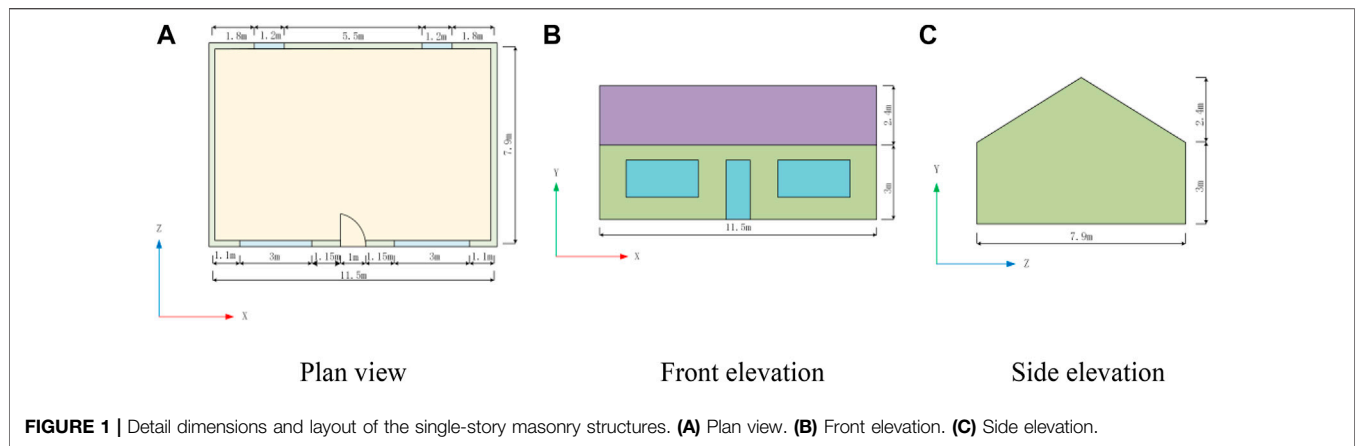 A
1.8m 1.2m 5.5m 1.2m 1.8m
7.9m
Z
X
1.1m 3m 1.15m 1m 1.15m 3m 1.1m
11.5m
Plan view
B
2.4m
3m
Y
X
11.5m
Front elevation
C
2.4m
3m
Y
Z
7.9m
Side elevation
FIGURE 1 | Detail dimensions and layout of the single-story masonry structures. (A) Plan view. (B) Front elevation. (C) Side elevation.